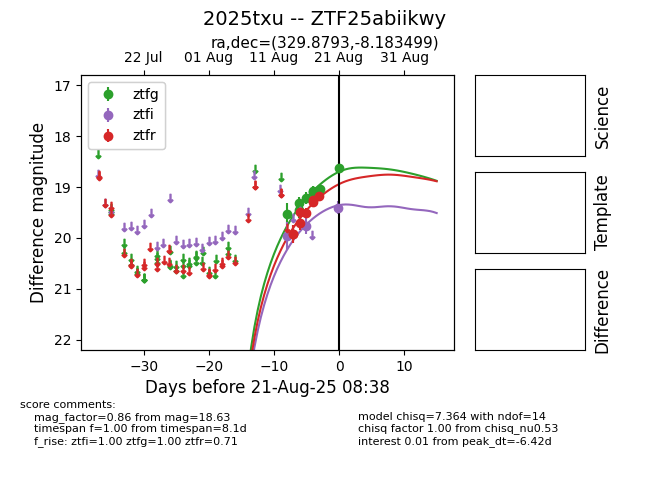 2025txu -- ZTF25abiikwy
ra,dec=(329.8793,-8.183499)
22 Jul 01 Aug 11 Aug 21 Aug 31 Aug
ztfg
ztfi
ztfr
17
18
19
20
21
22
Difference magnitude
−30 −20 −10 0 10
Days before 21-Aug-25 08:38
Science
Template
Difference
score comments:
mag_factor=0.86 from mag=18.63
timespan f=1.00 from timespan=8.1d
f_rise: ztfi=1.00 ztfg=1.00 ztfr=0.71
model chisq=7.364 with ndof=14
chisq factor 1.00 from chisq_nu0.53
interest 0.01 from peak_dt=-6.42d